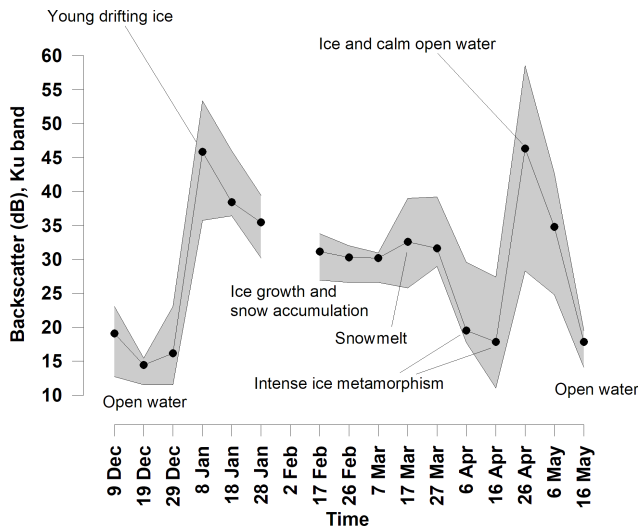 Young drifting ice
Ice and calm open water
Backscatter (dB), Ku band
60
55
50
45
40
35
30
25
20
15
10
Ice growth and
snow accumulation
Snowmelt
Intense ice metamorphism
Open water
Open water
9 Dec
19 Dec
29 Dec
8 Jan
18 Jan
28 Jan
2 Feb
17 Feb
26 Feb
7 Mar
17 Mar
27 Mar
6 Apr
16 Apr
26 Apr
6 May
16 May
Time